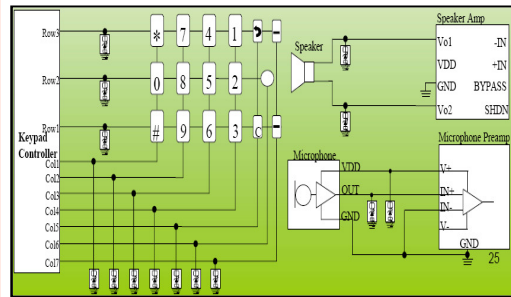 Row3
* 7 4 1
Row2
0 8 5 2
Row1
# 9 6 3 C
Keypad
Controller
Col1
Col2
Col3
Col4
Col5
Col6
Col7
Speaker
Speaker Amp
Vo1 -IN
VDD +IN
GND BYPASS
Vo2 SHDN
Microphone
VDD
OUT
GND
Microphone Preamp
V+
IN+
IN-
V-
GND
25